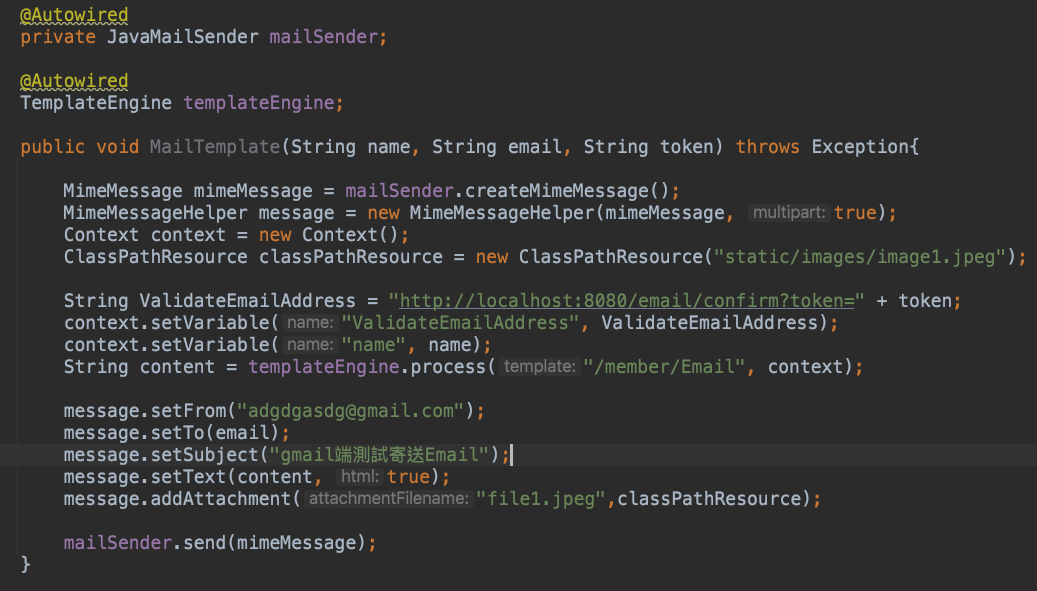 @Autowired
private JavaMailSender mailSender;
@Autowired
TemplateEngine templateEngine;
public void MailTemplate(String name, String email, String token) throws Exception{
MimeMessage mimeMessage = mailSender.createMimeMessage();
MimeMessageHelper message = new MimeMessageHelper(mimeMessage, multipart: true);
Context context = new Context();
ClassPathResource classPathResource = new ClassPathResource("static/images/image1.jpeg");
String ValidateEmailAddress = "http://localhost:8080/email/confirm?token=" + token;
context.setVariable( name: "ValidateEmailAddress", ValidateEmailAddress);
context.setVariable( name: "name", name);
String content = templateEngine.process( template: "/member/Email", context);
message.setFrom("adgdgasdg@gmail.com");
message.setTo(email);
message.setSubject("gmail端測試寄送Email");
message.setText(content, html: true);
message.addAttachment( attachmentFilename: "file1.jpeg",classPathResource);
mailSender.send(mimeMessage);
}